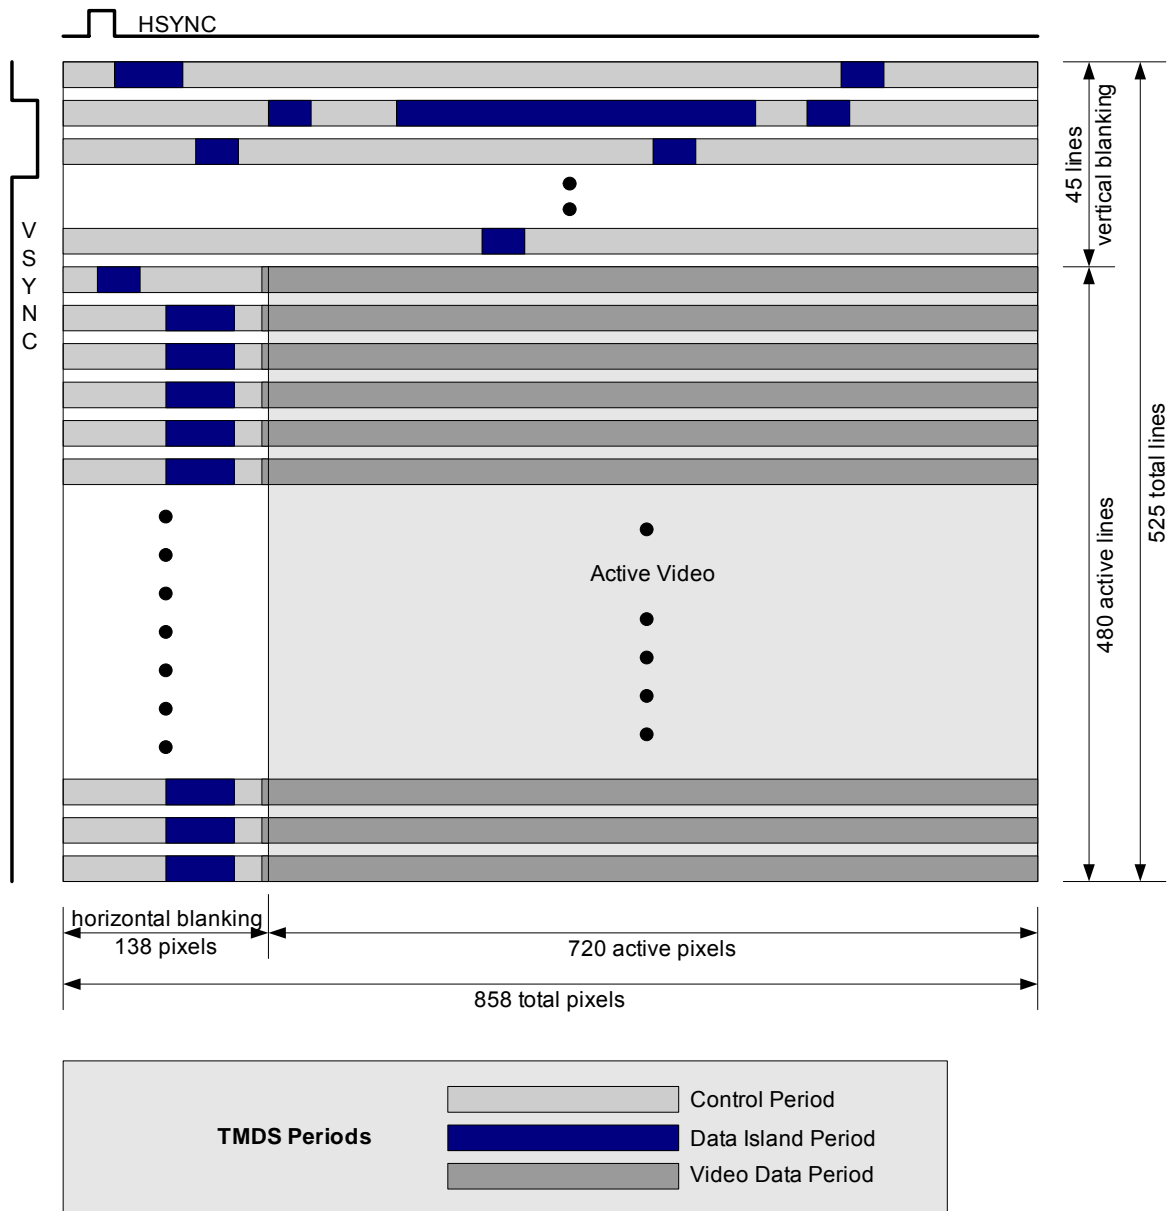 HSYNC
VSYNC
45 lines
vertical blanking
525 total lines
480 active lines
Active Video
horizontal blanking
138 pixels
720 active pixels
858 total pixels
TMDS Periods
Control Period
Data Island Period
Video Data Period